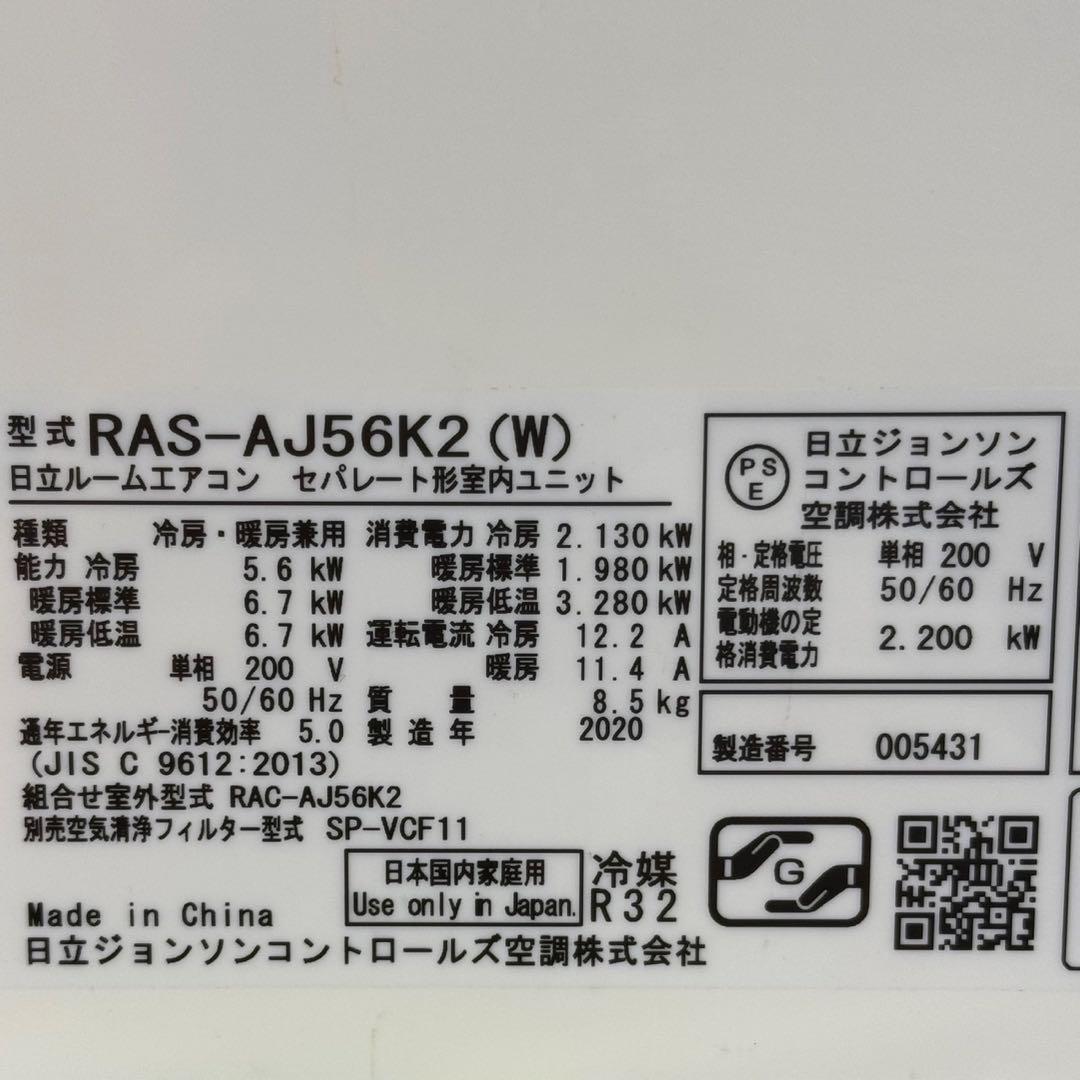 型式 RAS-AJ56K2(W)
日立ルームエアコン セパレート形室内ユニット
種類 冷房・暖房兼用
能力 冷房 5.6 kW
暖房標準 6.7 kW
暖房低温 6.7 kW
電源 単相 200 V
50/60 Hz
通年エネルギー消費効率 5.0
(JIS C 9612:2013)
組合せ室外型式 RAC-AJ56K2
別売空気清浄フィルター型式 SP-VCF11
消費電力 冷房 2.130 kW
暖房標準 1.980 kW
暖房低温 3.280 kW
運転電流 冷房 12.2 A
暖房 11.4 A
質量 8.5 kg
製造年 2020
日本国内家庭用
Use only in Japan.
冷媒
R32
Made in China
日立ジョンソンコントロールズ空調株式会社
PS
E
日立ジョンソン
コントロールズ
空調株式会社
相・定格電圧 単相 200 V
定格周波数 50/60 Hz
電動機の定
格消費電力 2.200 kW
製造番号 005431
G